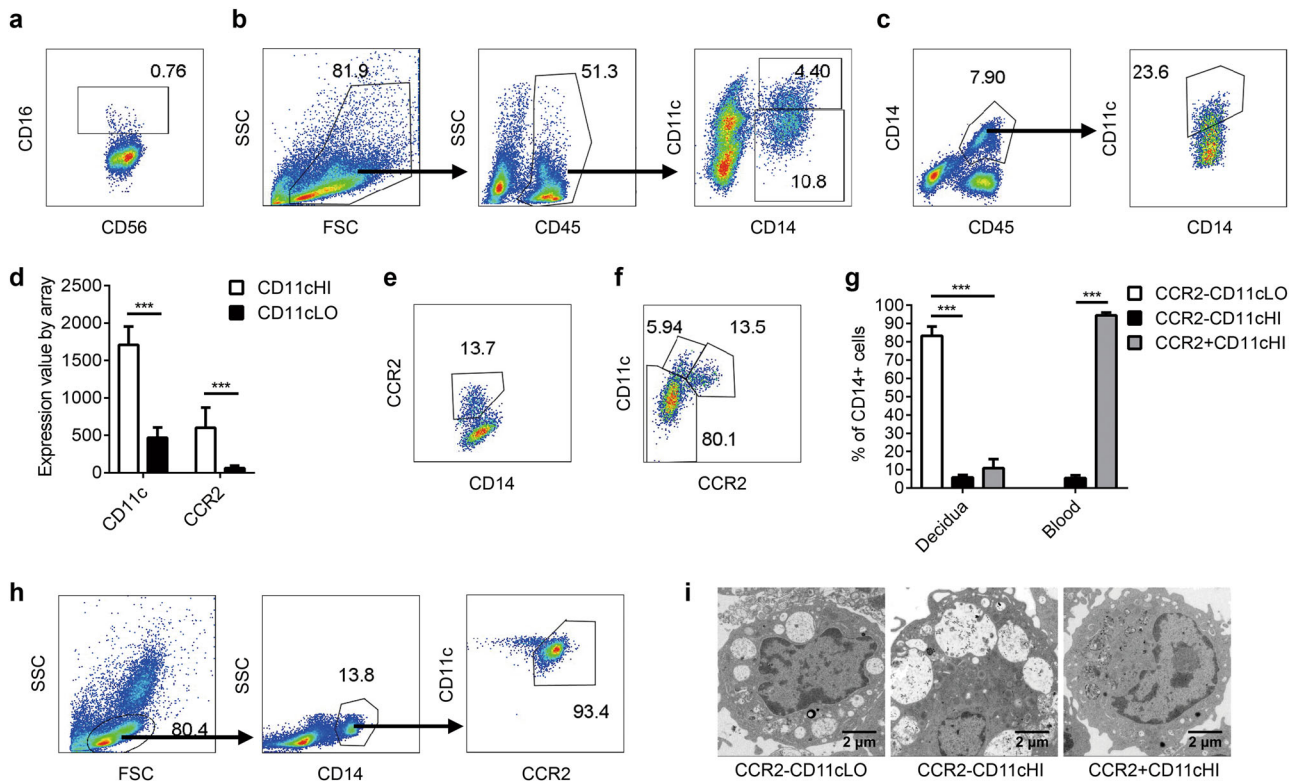 a
0.76
CD16
CD56
b
81.9
SSC
FSC
51.3
SSC
CD45
4.40
10.8
CD11c
CD14
c
7.90
CD14
CD45
23.6
CD11c
CD14
d
Expression value by array
2500
2000
1500
1000
500
0
***
***
CD11cHI
CD11cLO
CD11c
CCR2
e
13.7
CCR2
CD14
f
5.94
13.5
80.1
CD11c
CCR2
g
% of CD14+ cells
100
90
80
70
60
50
40
30
20
10
0
***
***
***
CCR2-CD11cLO
CCR2-CD11cHI
CCR2+CD11cHI
Decidua
Blood
h
SSC
80.4
FSC
SSC
13.8
CD14
CD11c
93.4
CCR2
i
2 µm
2 µm
2 µm
CCR2-CD11cLO
CCR2-CD11cHI
CCR2+CD11cHI